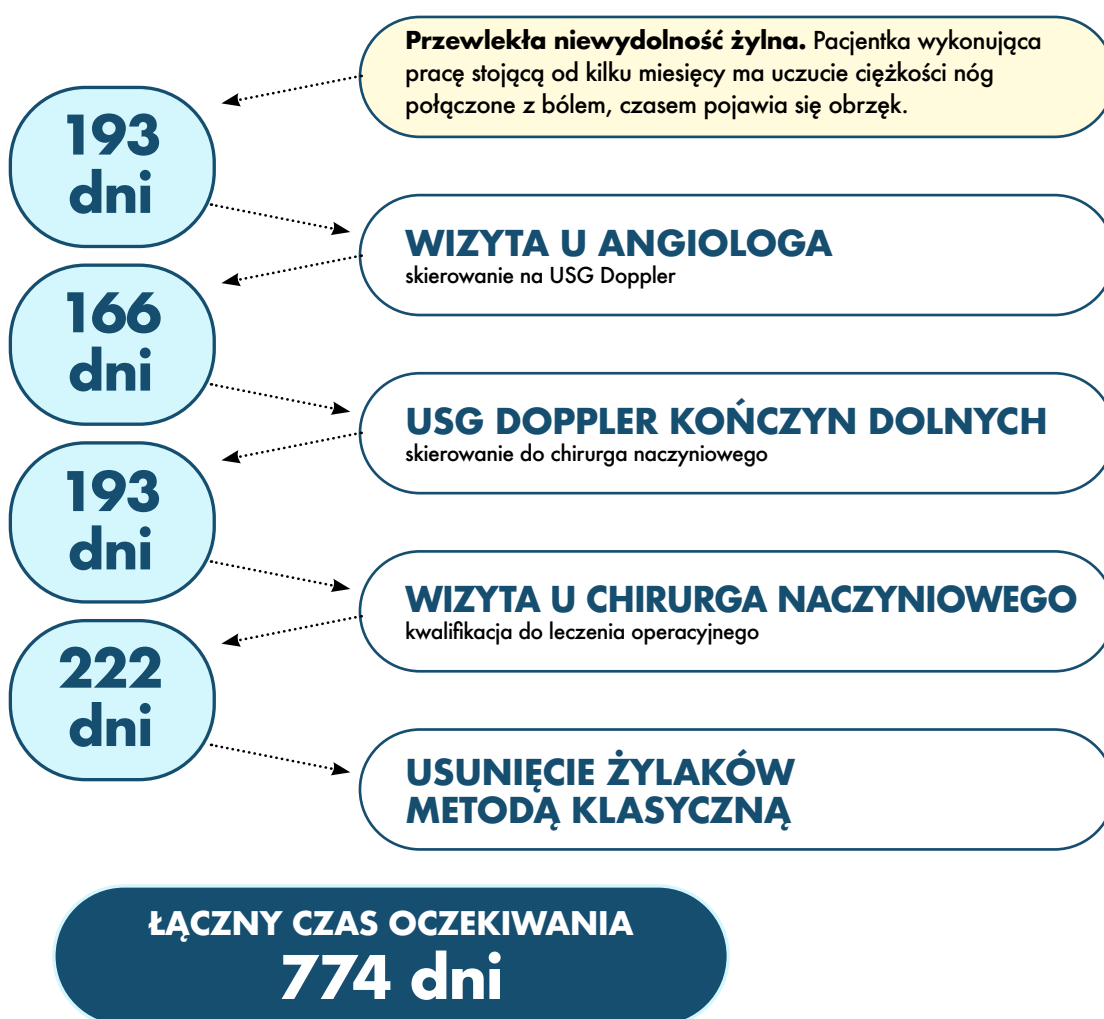 Przewlekła niewydolność żylna. Pacjentka wykonująca
pracę stojącą od kilku miesięcy ma uczucie ciężkości nóg
połączone z bólem, czasem pojawia się obrzęk.
193
dni
WIZYTA U ANGIOLOGA
skierowanie na USG Doppler
166
dni
USG DOPPLER KOŃCZYN DOLNYCH
skierowanie do chirurga naczyniowego
193
dni
WIZYTA U CHIRURGA NACZYNIOWEGO
kwalifikacja do leczenia operacyjnego
222
dni
USUNIĘCIE ŻYLAKÓW
METODĄ KLASYCZNĄ
ŁĄCZNY CZAS OCZEKIWANIA
774 dni